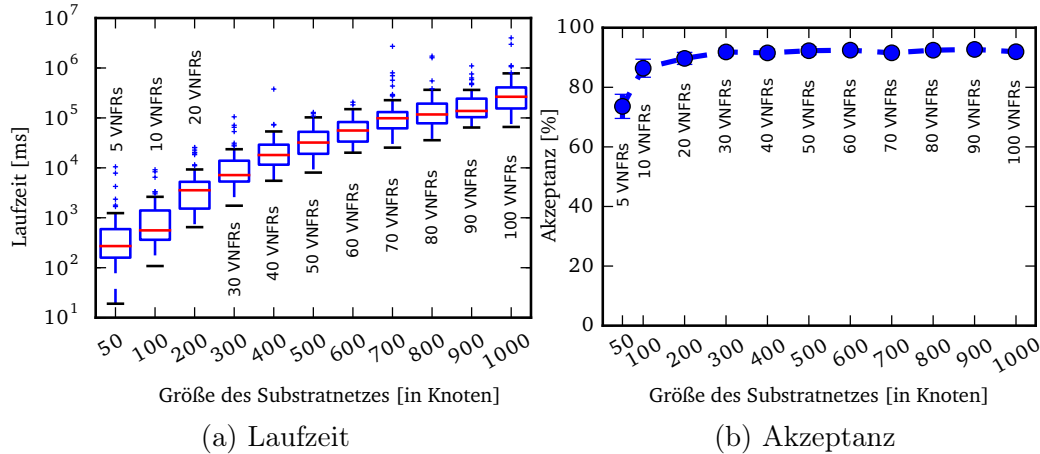 10^7
10^6
10^5
10^4
10^3
10^2
10^1
Laufzeit [ms]
5 VNFRs
10 VNFRs
20 VNFRs
30 VNFRs
40 VNFRs
50 VNFRs
60 VNFRs
70 VNFRs
80 VNFRs
90 VNFRs
100 VNFRs
50 100 200 300 400 500 600 700 800 900 1000
Größe des Substratnetzes [in Knoten]
(a) Laufzeit
100
80
60
40
20
0
Akzeptanz [%]
5 VNFRs
10 VNFRs
20 VNFRs
30 VNFRs
40 VNFRs
50 VNFRs
60 VNFRs
70 VNFRs
80 VNFRs
90 VNFRs
100 VNFRs
50 100 200 300 400 500 600 700 800 900 1000
Größe des Substratnetzes [in Knoten]
(b) Akzeptanz